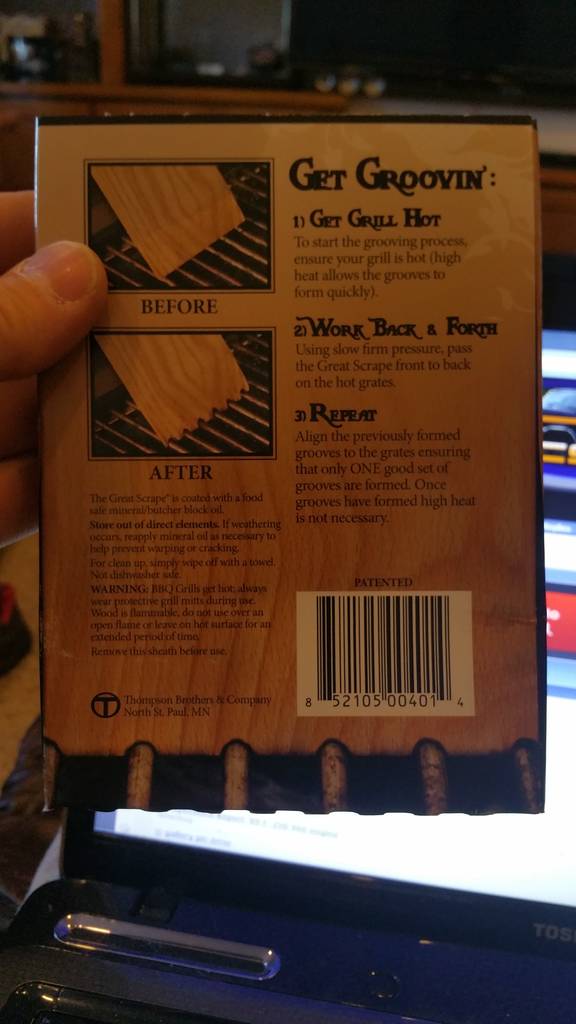 GET GROOVIN':
1) GET GRILL HOT
To start the grooving process,
ensure your grill is hot (high
heat allows the grooves to
form quickly).
2) WORK BACK & FORTH
Using slow firm pressure, pass
the Great Scrape front to back
on the hot grates.
3) REPEAT
Align the previously formed
grooves to the grates ensuring
that only ONE good set of
grooves are formed. Once
grooves have formed high heat
is not necessary.
BEFORE
AFTER
The Great Scrape® is coated with a food
safe mineral/butcher block oil.
Store out of direct elements. If weathering
occurs, reapply mineral oil as necessary to
help prevent warping or cracking.
For clean up, simply wipe off with a towel.
Not dishwasher safe.
WARNING: BBQ Grills get hot; always
wear protective grill mitts during use.
Wood is flammable, do not use over an
open flame or leave on hot surface for an
extended period of time.
Remove this sheath before use.
Thompson Brothers & Company
North St. Paul, MN
PATENTED
8 52105 00401 4
TOS